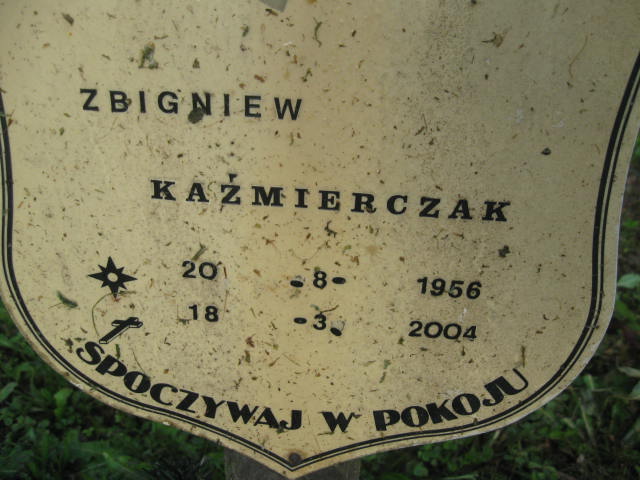 ZBIGNIEW
KAŹMIERCZAK
20 -8- 1956
18 -3- 2004
SPOCZYWAJ W POKOJU